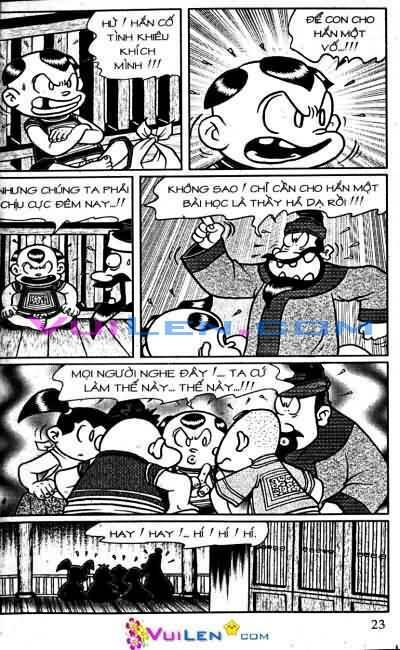 HỪ ! HẮN CỐ
TÌNH KHIÊU
KHÍCH
MÌNH !!!
ĐỂ CON CHO
HẮN MỘT
VỐ...!!!
NHƯNG CHÚNG TA PHẢI
CHỊU CỰC ĐÊM NAY...!!
KHÔNG SAO ! CHỈ CẦN CHO HẮN MỘT
BÀI HỌC LÀ THẦY HẢ DẠ RỒI !!!
VUILEN.COM
MỌI NGƯỜI NGHE ĐÂY !... TA CỨ
LÀM THẾ NÀY... THẾ NÀY...!!!
HAY ! HAY !... HÍ ! HÍ ! HÍ.
23
VUILEN.COM